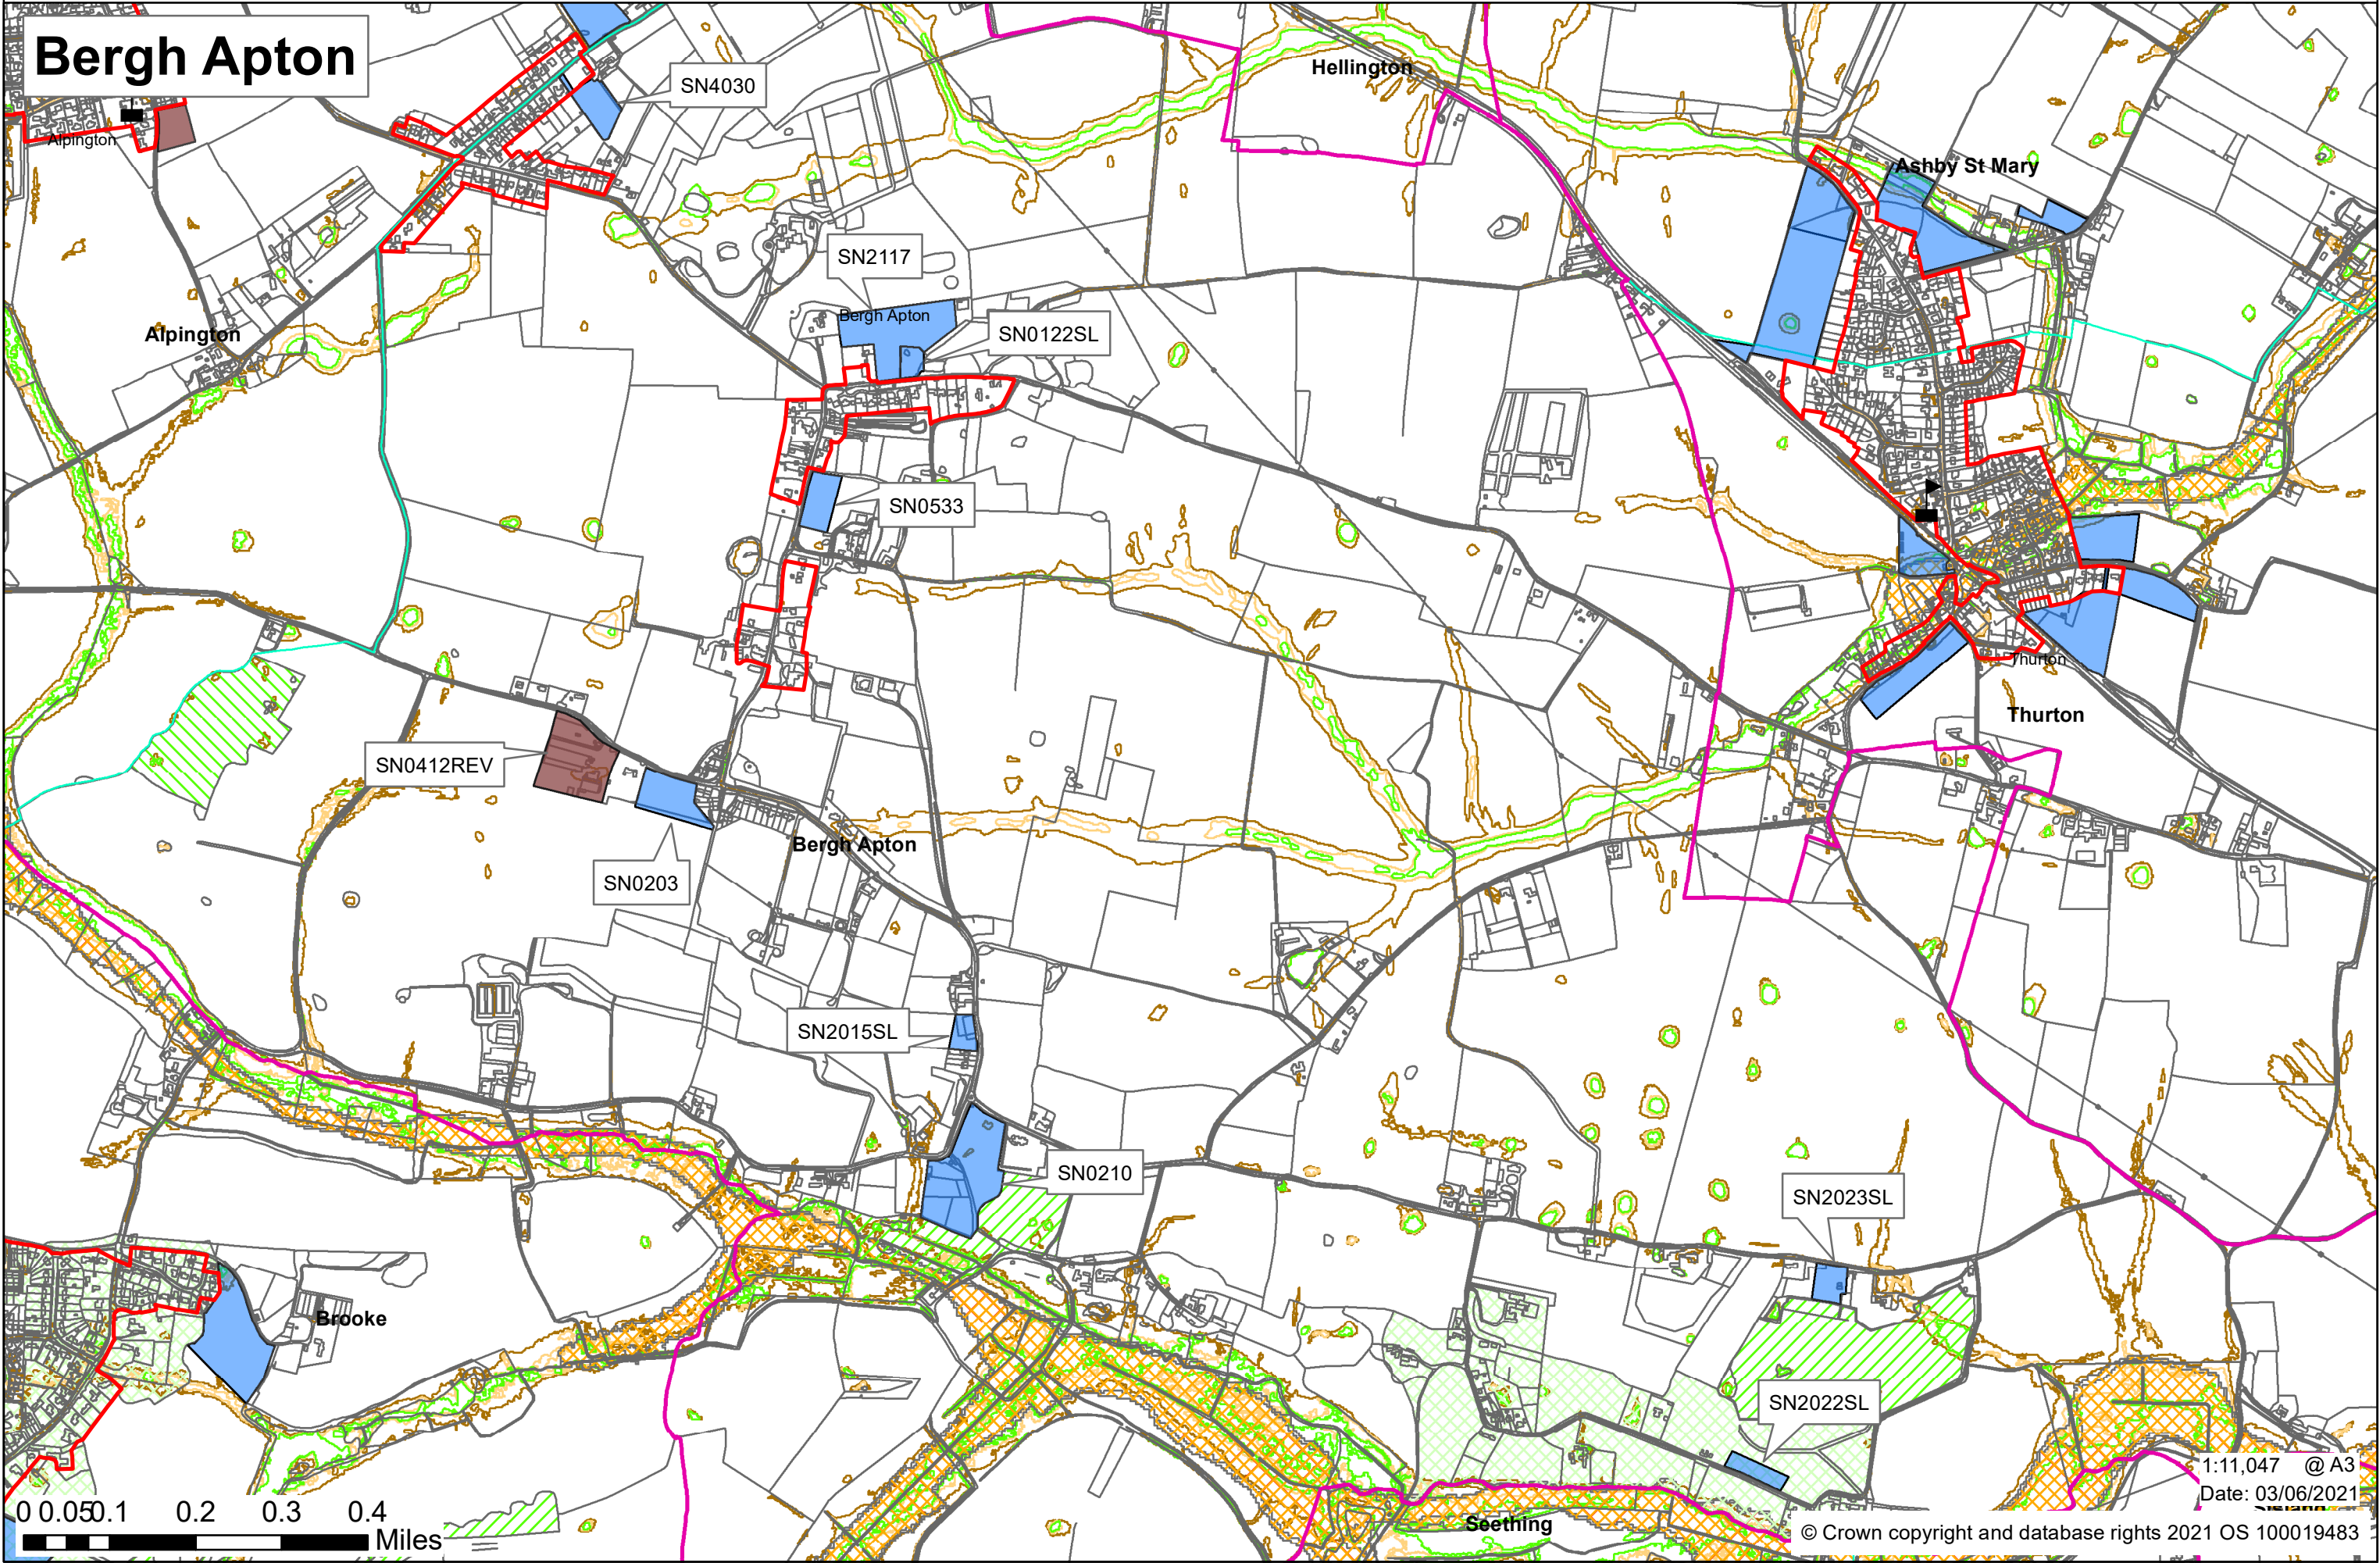 Bergh Apton
Hellington
SN4030
Alpington
Ashby St Mary
SN2117
Bergh Apton
SN0122SL
Alpington
SN0533
Thurton
Thurton
SN0412REV
Bergh Apton
SN0203
SN2015SL
SN0210
SN2023SL
Brooke
SN2022SL
1:11,047 @ A3
Date: 03/06/2021
0 0.05 0.1 0.2 0.3 0.4
Miles
Seething
© Crown copyright and database rights 2021 OS 100019483